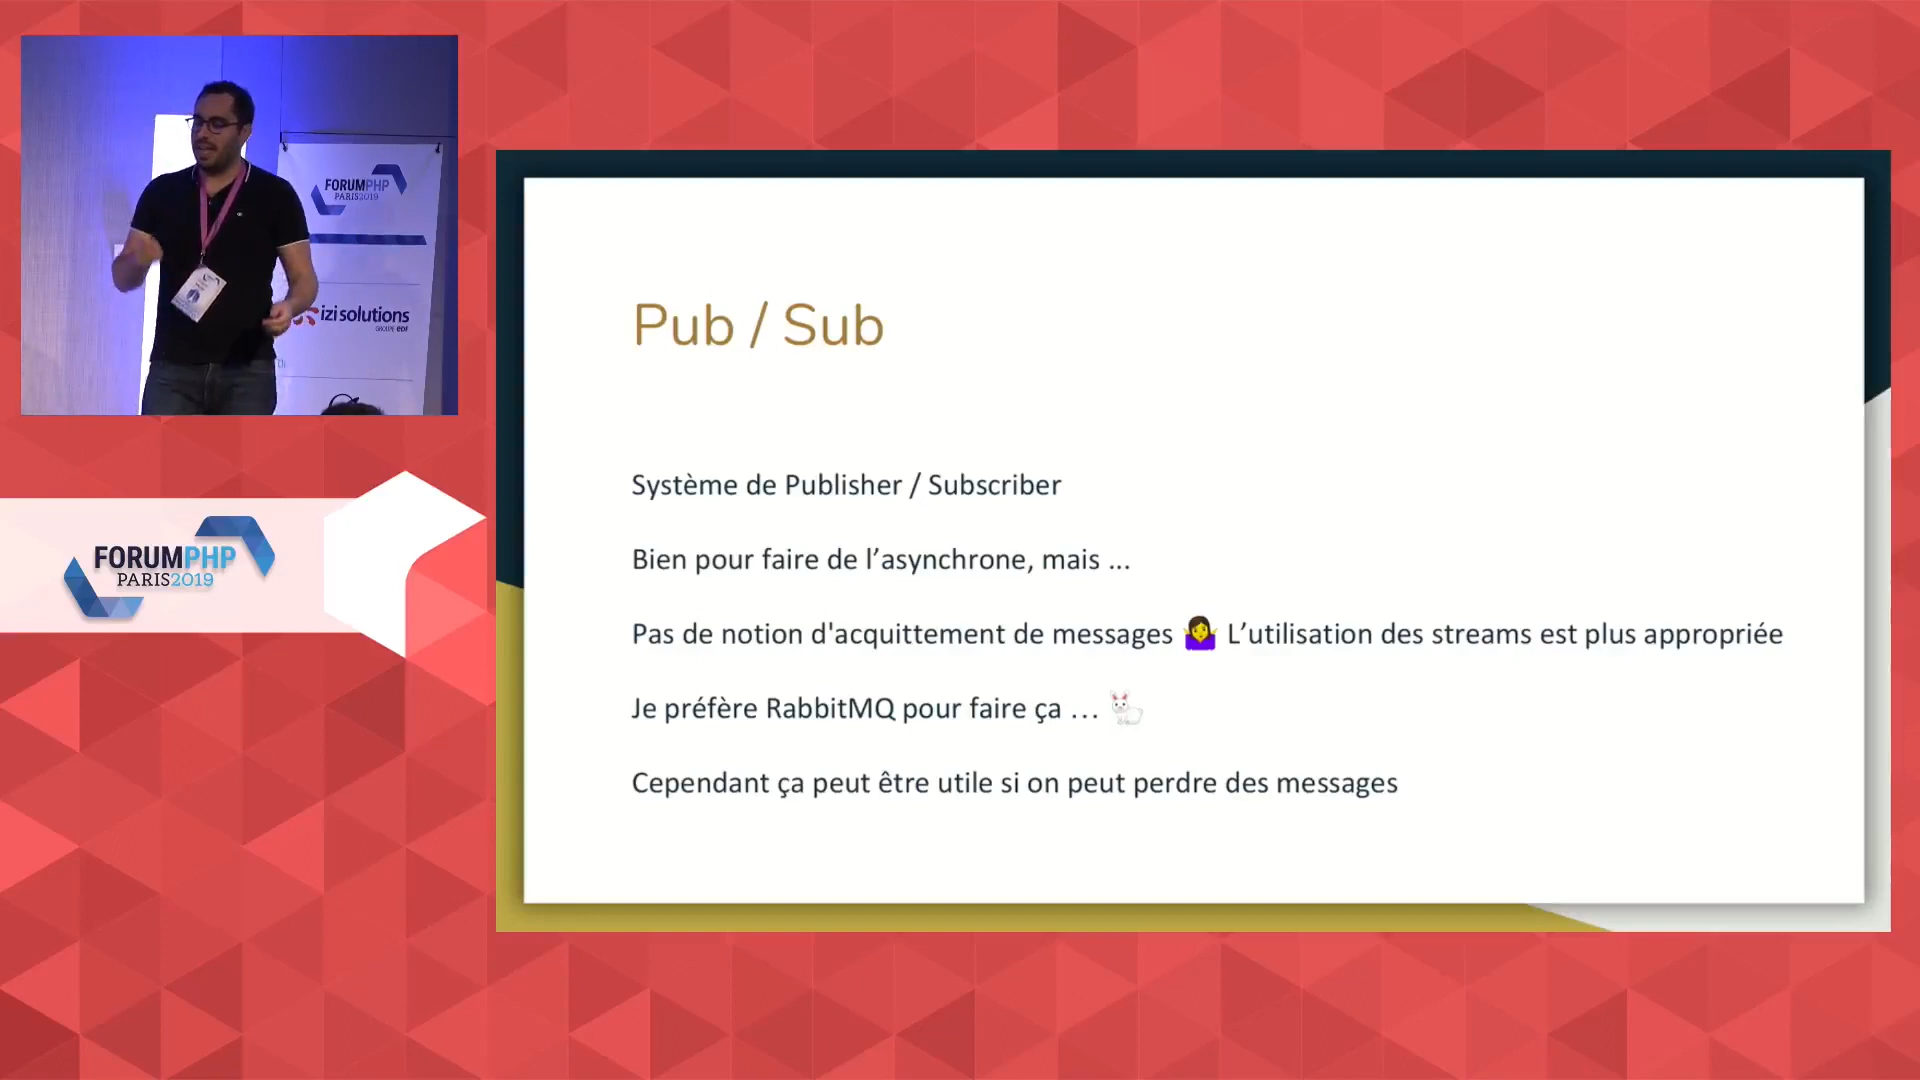 FORUMPHP
PARIS2019
izi solutions
GROUPE EDF
FORUMPHP
PARIS2019
Pub / Sub
Système de Publisher / Subscriber
Bien pour faire de l’asynchrone, mais ...
Pas de notion d'acquittement de messages 🤷‍♀️ L’utilisation des streams est plus appropriée
Je préfère RabbitMQ pour faire ça … 🐇
Cependant ça peut être utile si on peut perdre des messages